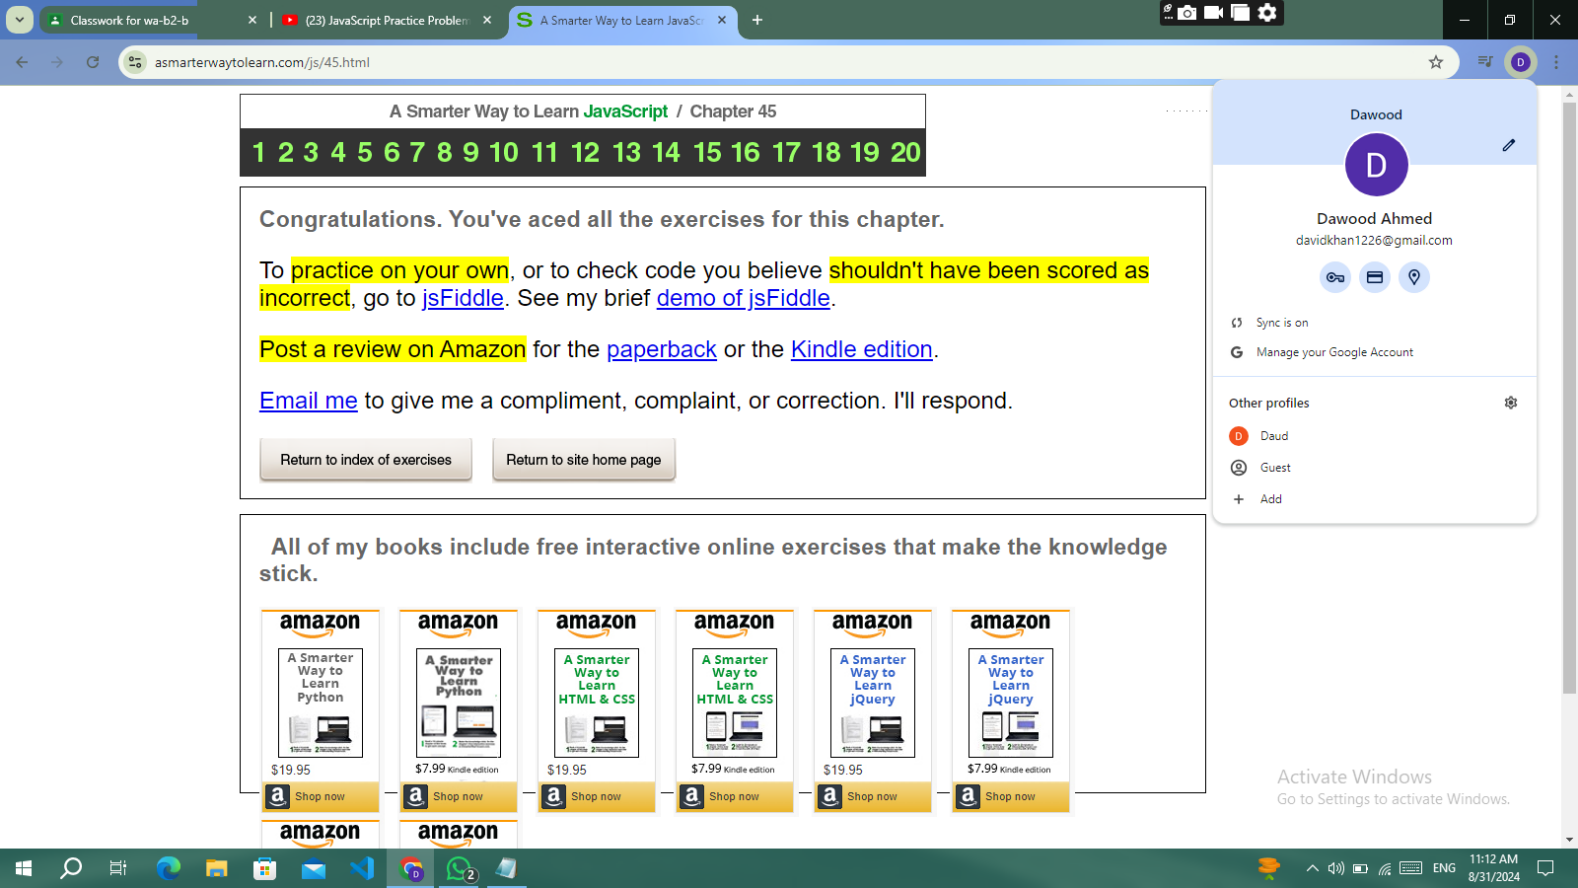 Classwork for wa-b2-b
(23) JavaScript Practice Problem
A Smarter Way to Learn JavaSc
asmarterwaytolearn.com/js/45.html
D
A Smarter Way to Learn JavaScript / Chapter 45
1 2 3 4 5 6 7 8 9 10 11 12 13 14 15 16 17 18 19 20
Congratulations. You've aced all the exercises for this chapter.
To practice on your own, or to check code you believe shouldn't have been scored as
incorrect, go to jsFiddle. See my brief demo of jsFiddle.
Post a review on Amazon for the paperback or the Kindle edition.
Email me to give me a compliment, complaint, or correction. I'll respond.
Return to index of exercises
Return to site home page
Dawood
D
Dawood Ahmed
davidkhan1226@gmail.com
Sync is on
G Manage your Google Account
Other profiles
D Daud
Guest
+ Add
All of my books include free interactive online exercises that make the knowledge
stick.
amazon
A Smarter
Way to
Learn
Python
$19.95
a Shop now
amazon
A Smarter
Way to
Learn
Python
$7.99 Kindle edition
a Shop now
amazon
A Smarter
Way to
Learn
HTML & CSS
$19.95
a Shop now
amazon
A Smarter
Way to
Learn
HTML & CSS
$7.99 Kindle edition
a Shop now
amazon
A Smarter
Way to
Learn
jQuery
$19.95
a Shop now
amazon
A Smarter
Way to
Learn
jQuery
$7.99 Kindle edition
a Shop now
amazon
amazon
Activate Windows
Go to Settings to activate Windows.
D
2
ENG
11:12 AM
8/31/2024